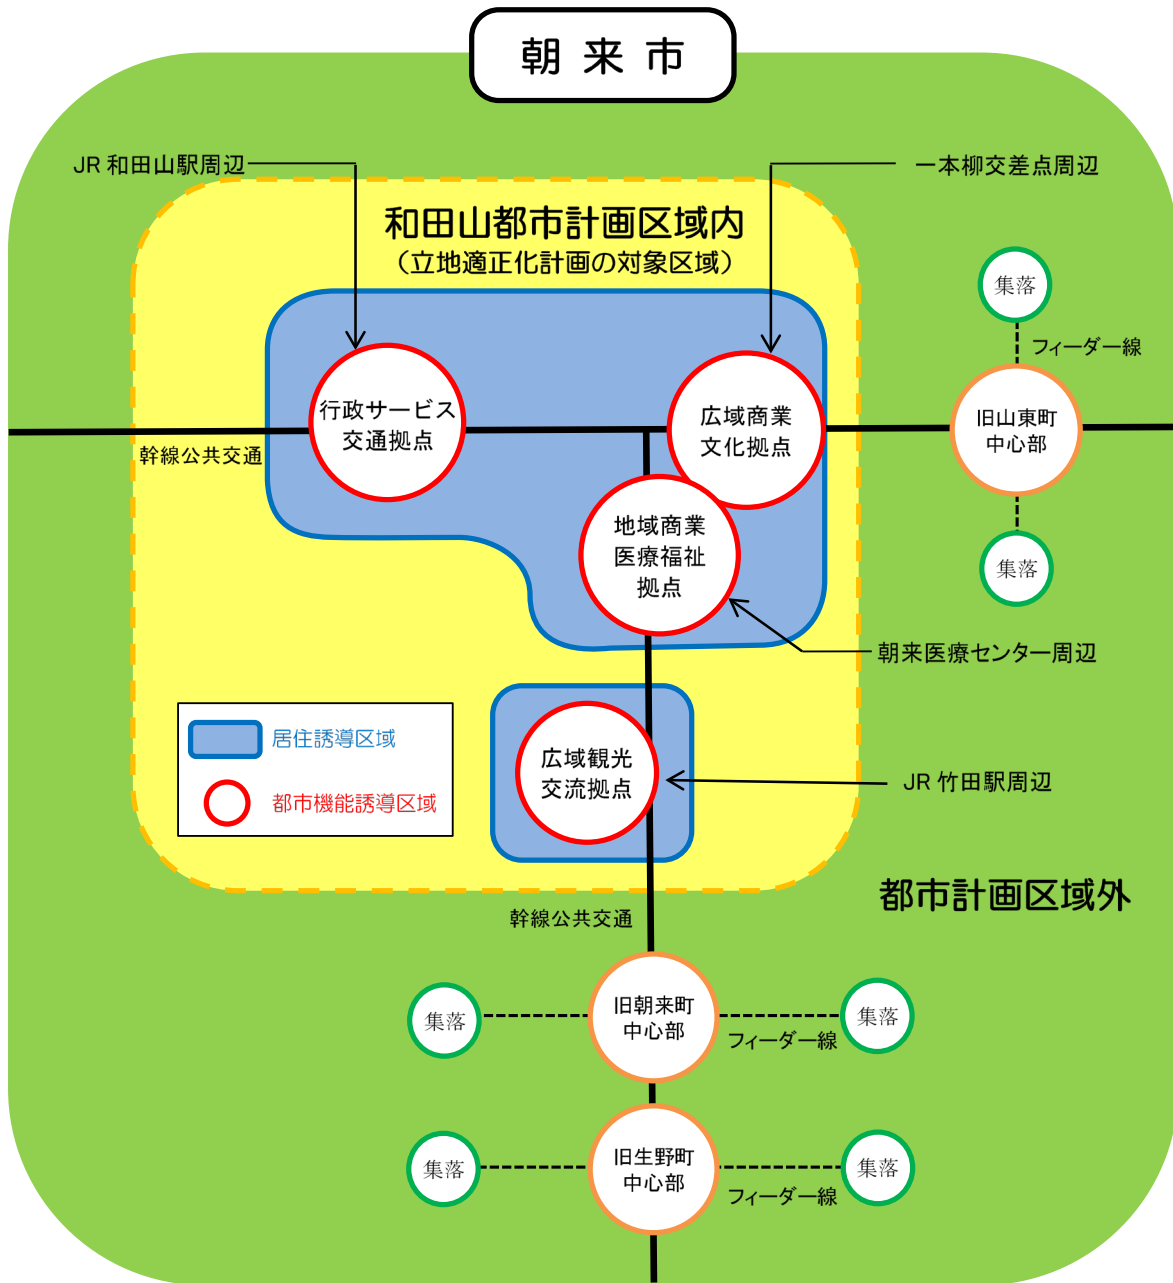 朝来市
JR 和田山駅周辺
一本柳交差点周辺
和田山都市計画区域内
（立地適正化計画の対象区域）
集落
フィーダー線
行政サービス
交通拠点
広域商業
文化拠点
旧山東町
中心部
幹線公共交通
地域商業
医療福祉
拠点
集落
朝来医療センター周辺
居住誘導区域
都市機能誘導区域
広域観光
交流拠点
JR 竹田駅周辺
都市計画区域外
幹線公共交通
集落
旧朝来町
中心部
フィーダー線
集落
集落
旧生野町
中心部
フィーダー線
集落